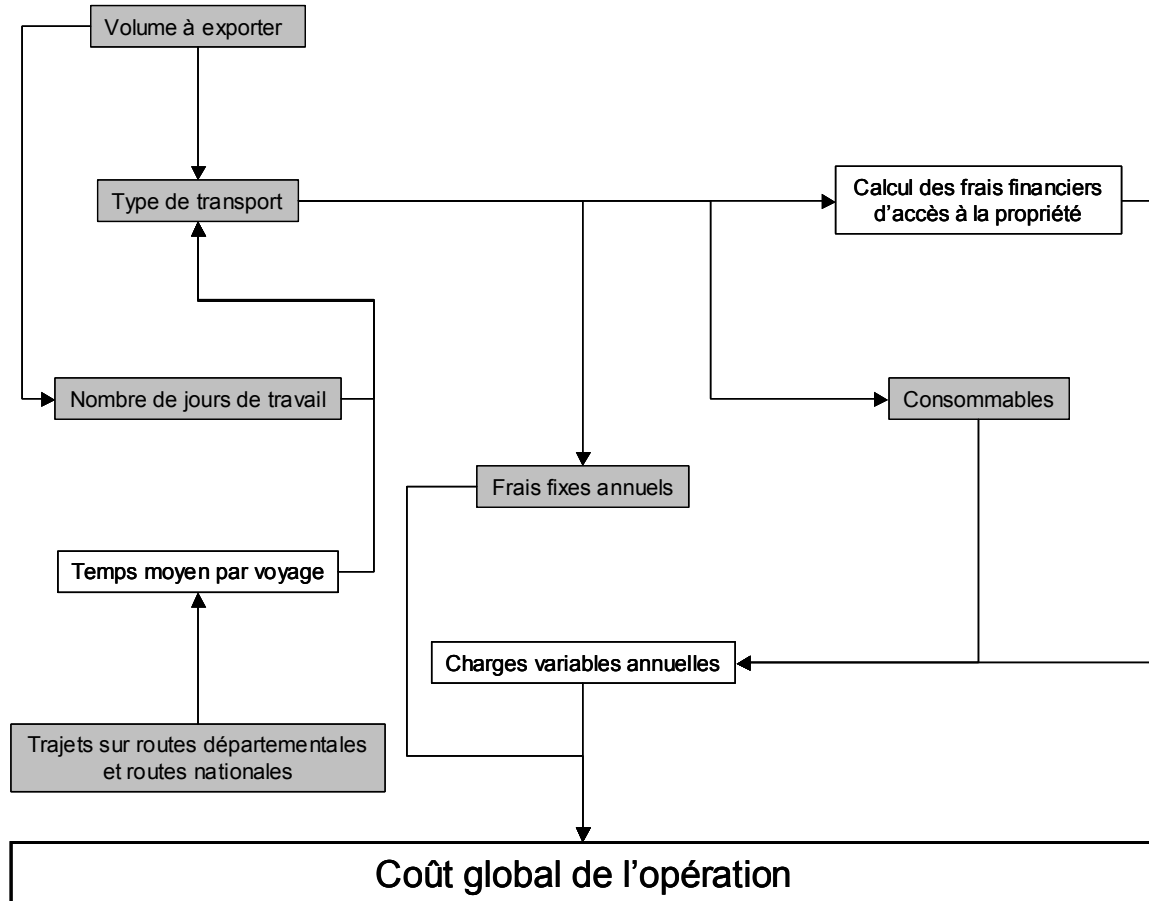 Volume à exporter
Type de transport
Calcul des frais financiers
d’accès à la propriété
Nombre de jours de travail
Consommables
Frais fixes annuels
Temps moyen par voyage
Charges variables annuelles
Trajets sur routes départementales
et routes nationales
Coût global de l’opération